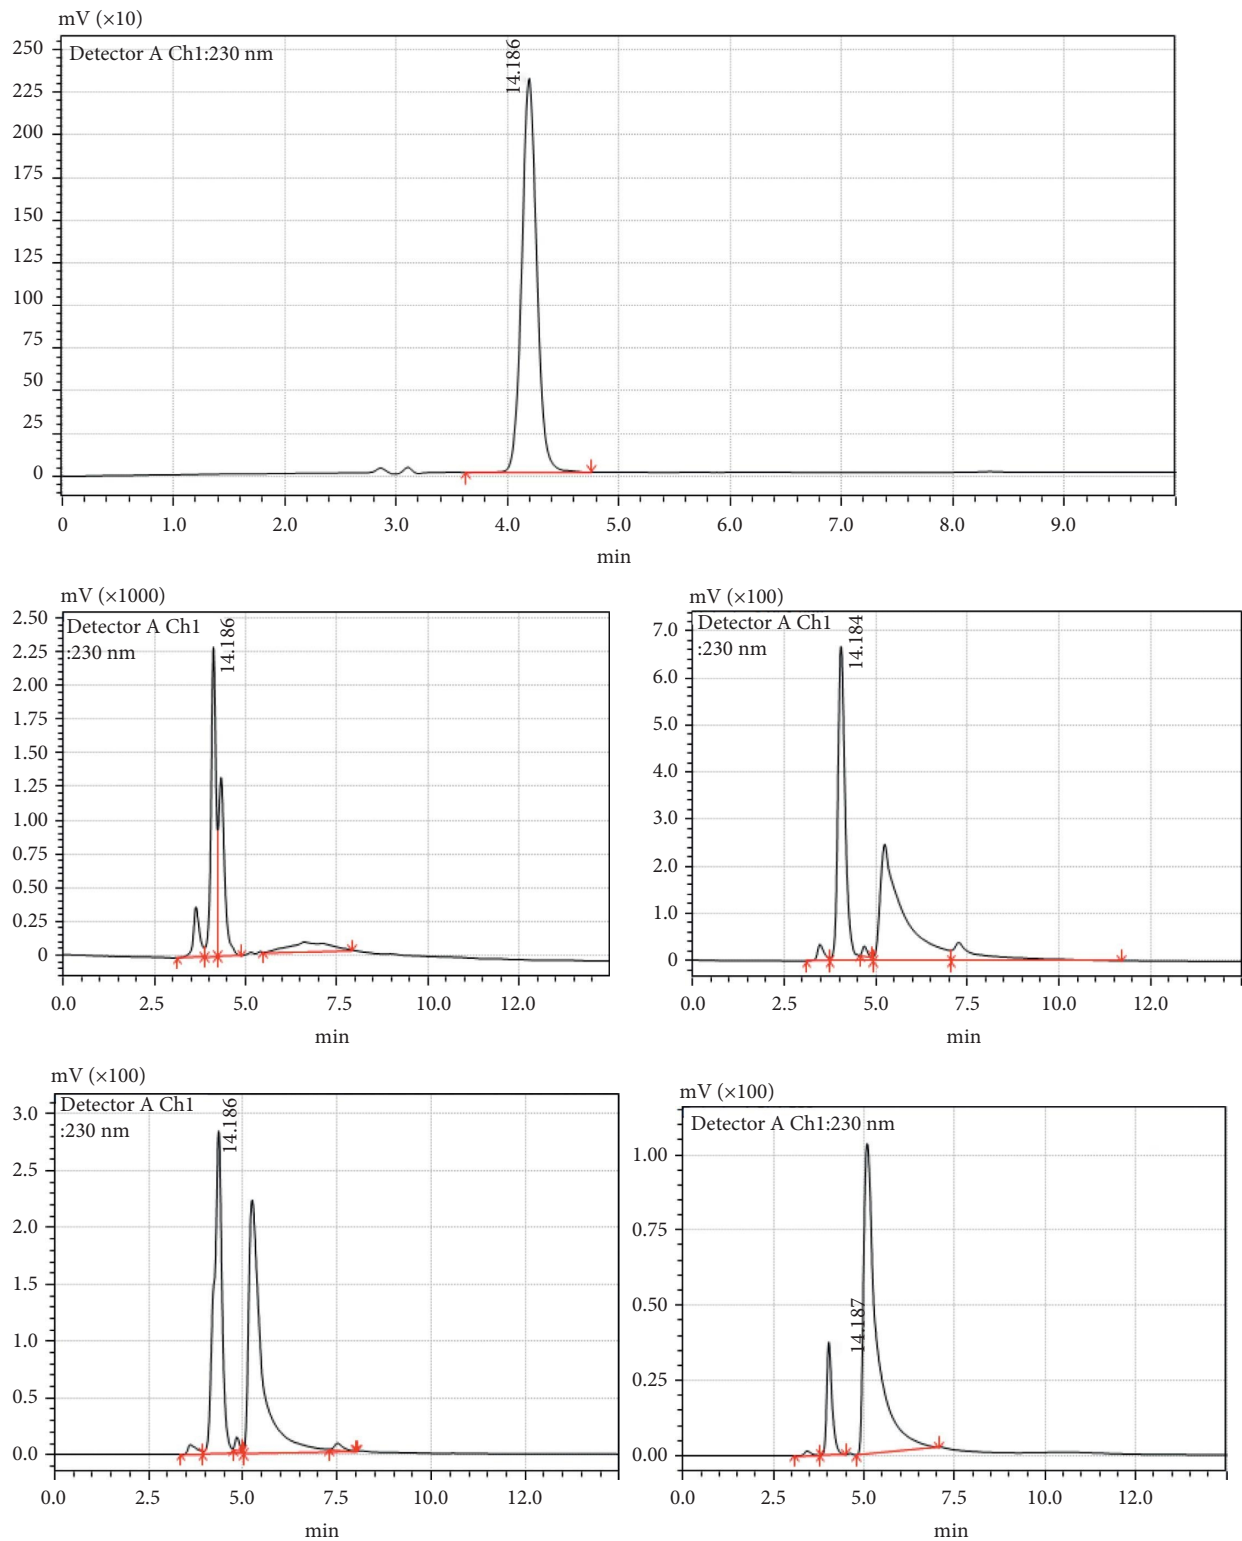 mV (×10)
Detector A Ch1:230 nm
14.186
250
225
200
175
150
125
100
75
50
25
0
0 1.0 2.0 3.0 4.0 5.0 6.0 7.0 8.0 9.0
min
mV (×1000)
Detector A Ch1
:230 nm
14.186
2.50
2.25
2.00
1.75
1.50
1.25
1.00
0.75
0.50
0.25
0
0.0 2.5 5.0 7.5 10.0 12.0
min
mV (×100)
Detector A Ch1
:230 nm
14.184
7.0
6.0
5.0
4.0
3.0
2.0
1.0
0
0.0 2.5 5.0 7.5 10.0 12.0
min
mV (×100)
Detector A Ch1
:230 nm
14.186
3.0
2.5
2.0
1.5
1.0
0.5
0.0
0.0 2.5 5.0 7.5 10.0 12.0
min
mV (×100)
Detector A Ch1:230 nm
14.187
1.00
0.75
0.50
0.25
0.00
0.0 2.5 5.0 7.5 10.0 12.0
min